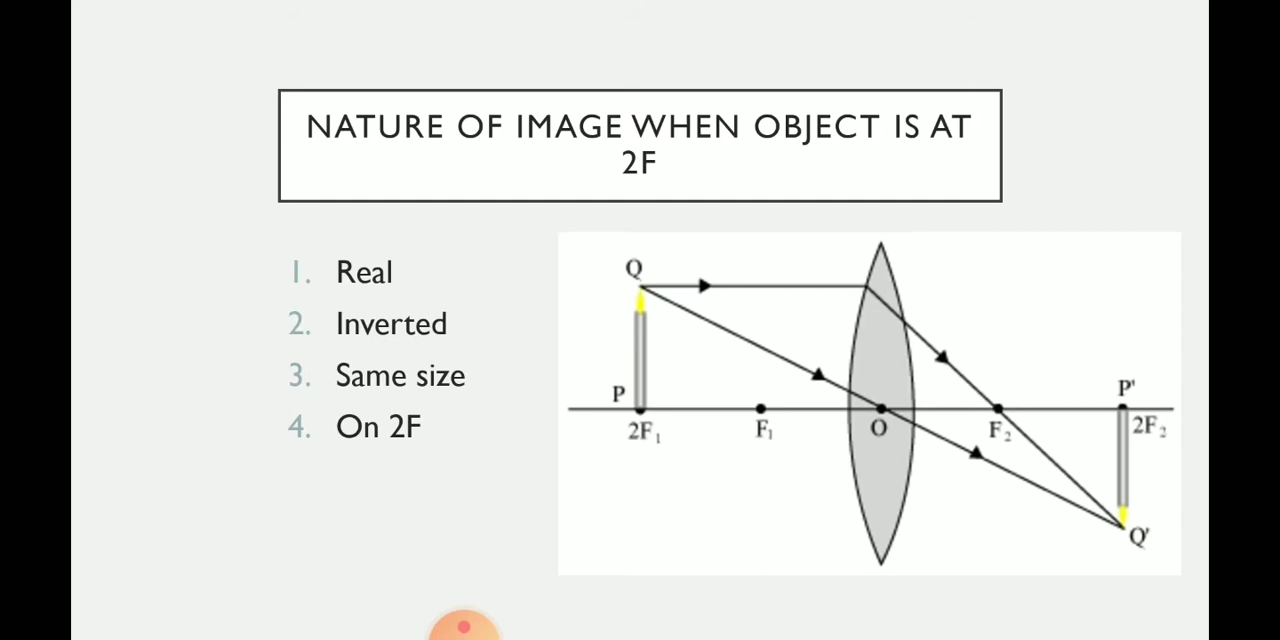 NATURE OF IMAGE WHEN OBJECT IS AT
2F
1. Real
2. Inverted
3. Same size
4. On 2F
Q
P
2F₁
F₁
O
F₂
P'
2F₂
Q'